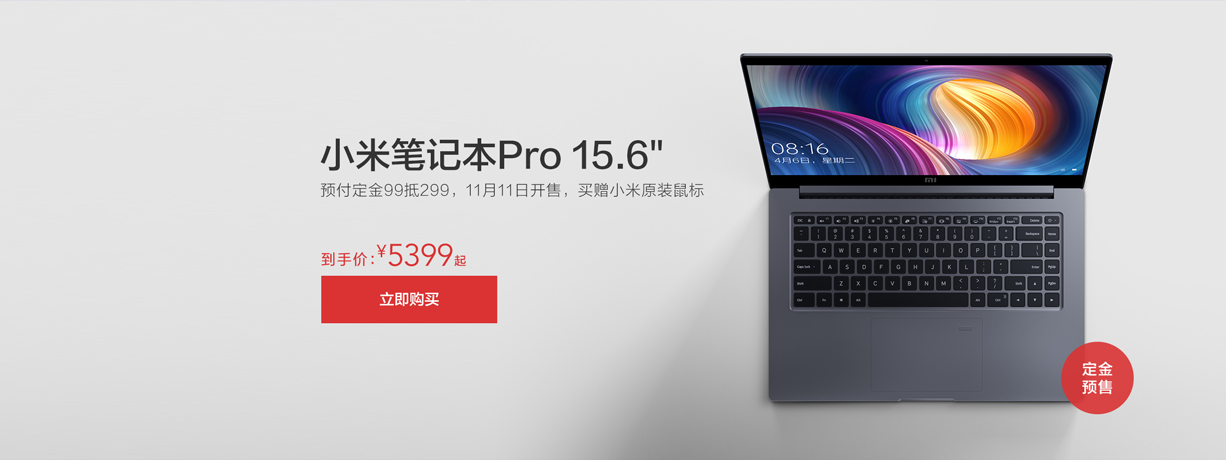 小米笔记本Pro 15.6"
预付定金99抵299，11月11日开售，买赠小米原装鼠标
到手价：¥5399起
立即购买
08:16
4月6日，星期二
mi
定金
预售